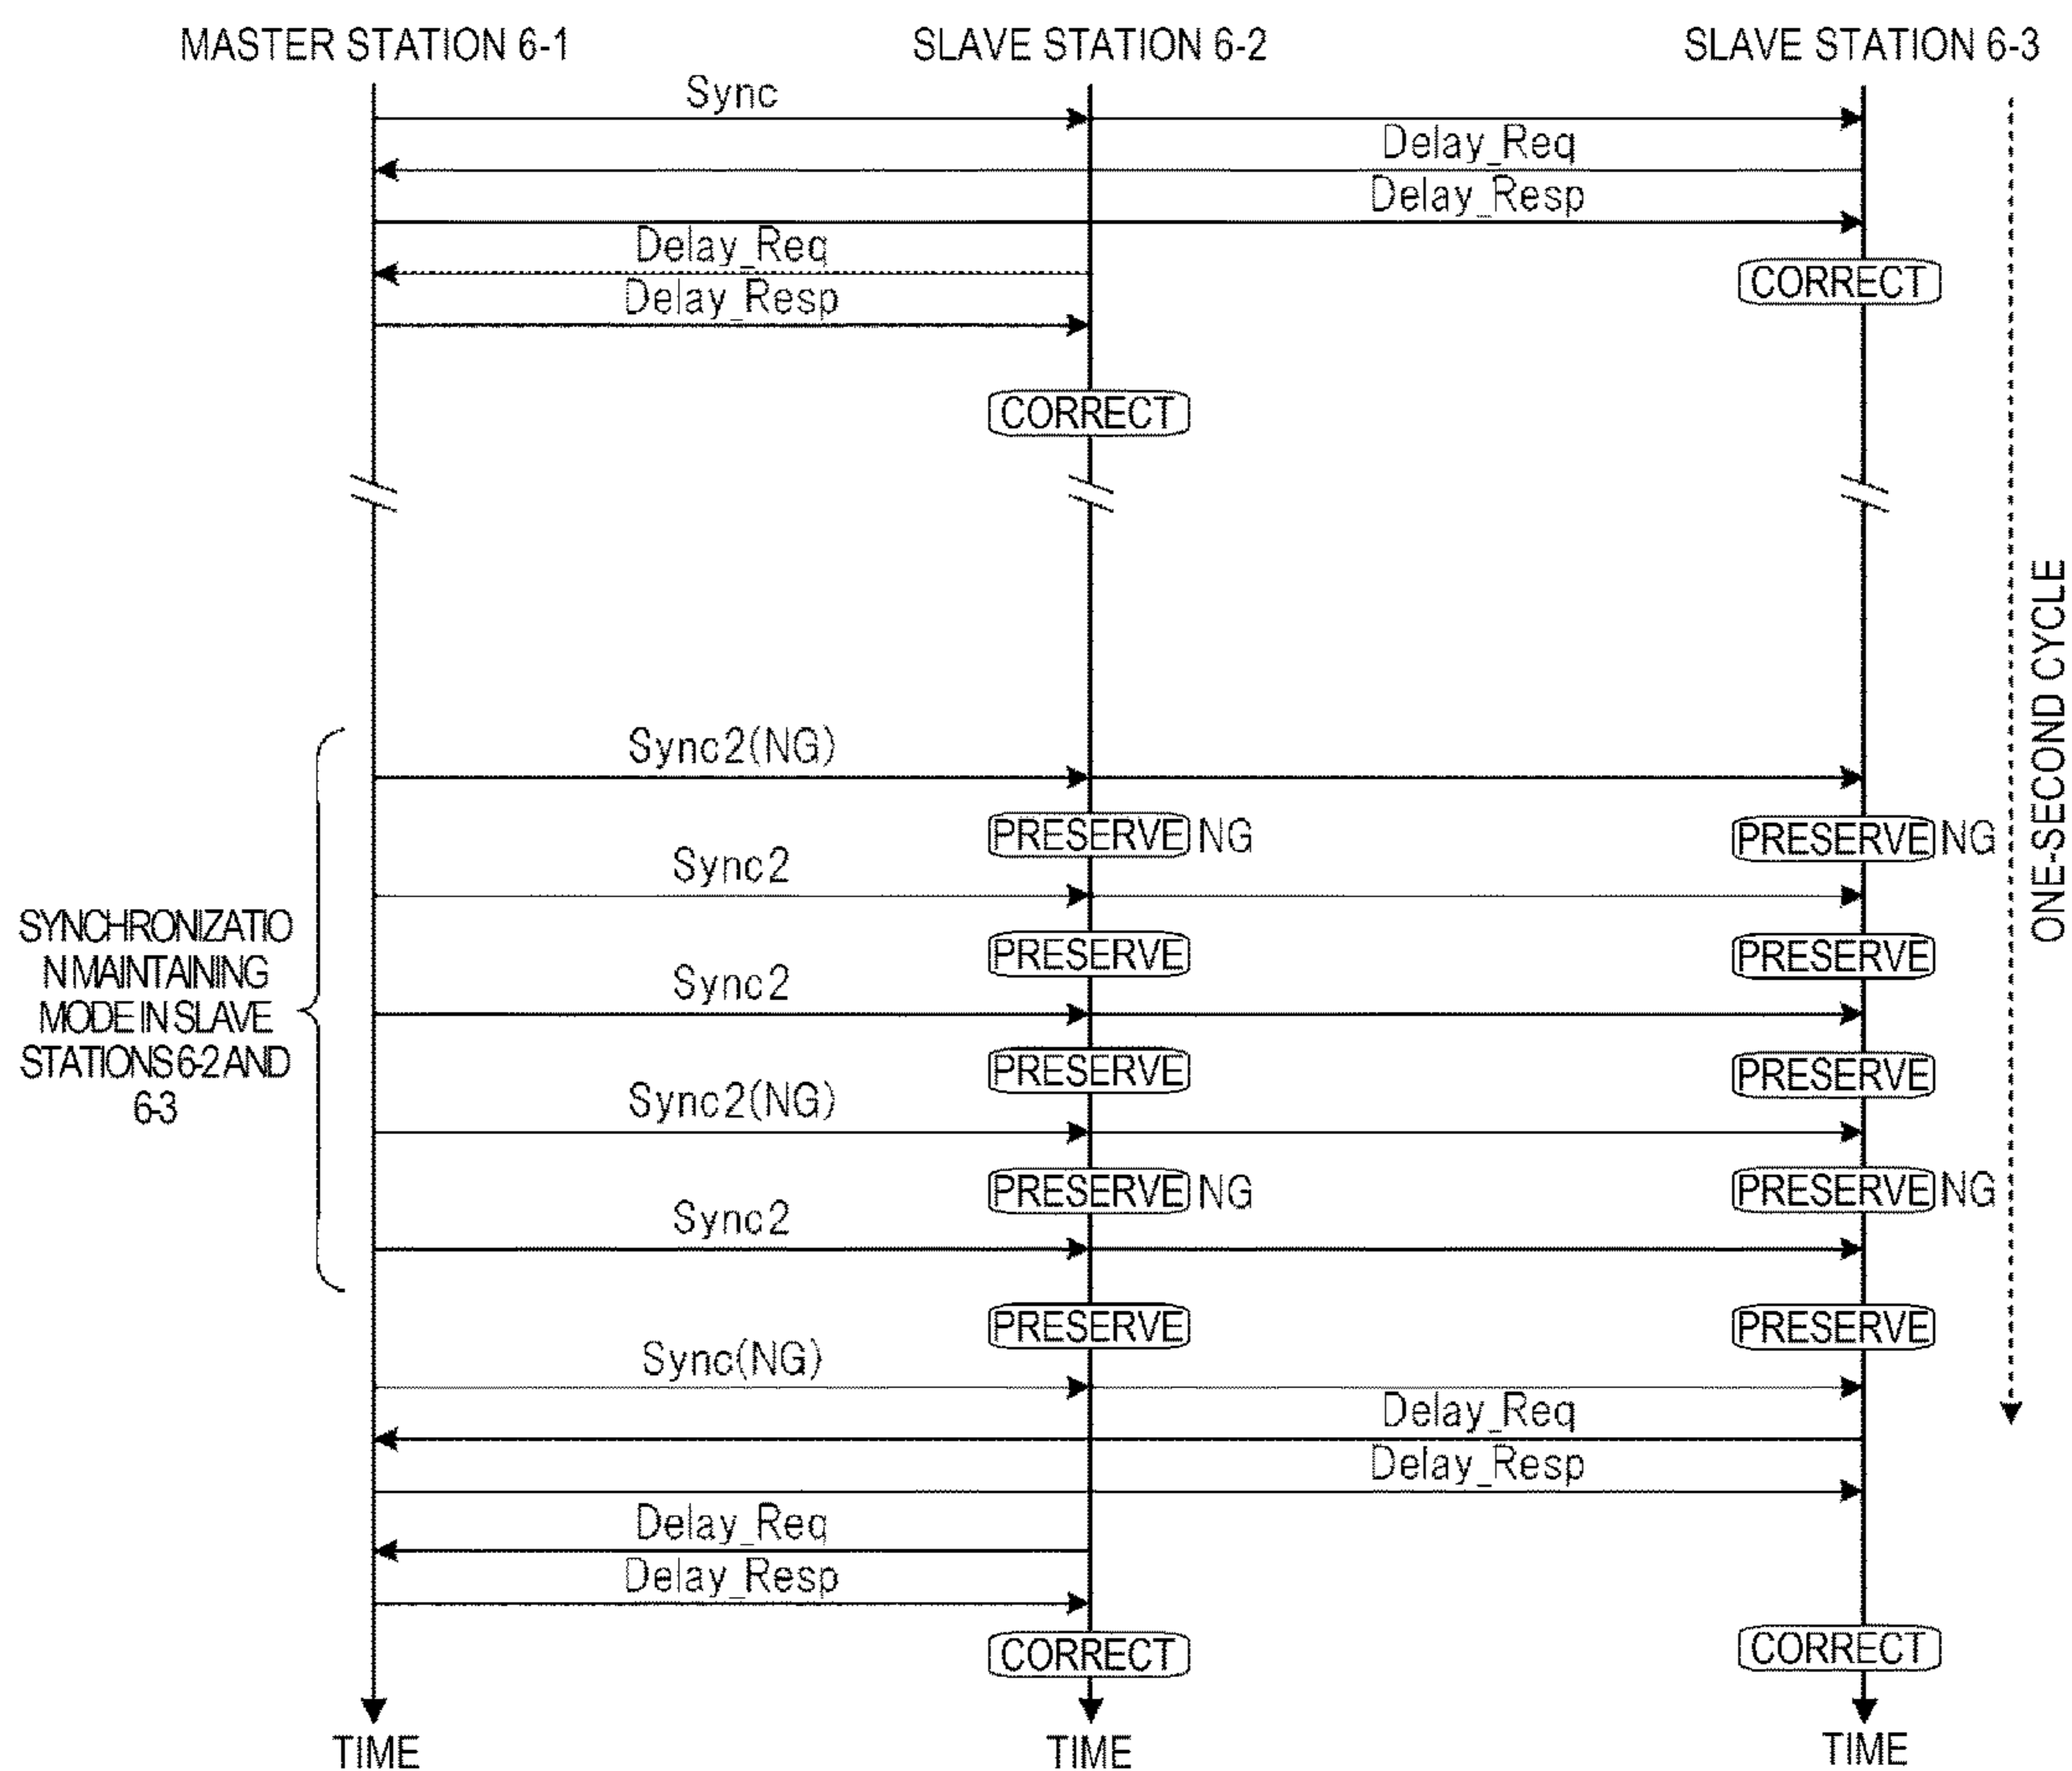 MASTER STATION 6-1
SLAVE STATION 6-2
SLAVE STATION 6-3
Sync
Delay_Req
Delay_Resp
Delay_Req
CORRECT
Delay_Resp
CORRECT
ONE-SECOND CYCLE
Sync2(NG)
PRESERVE NG
PRESERVE NG
Sync2
PRESERVE
PRESERVE
SYNCHRONIZATIO
N MAINTAINING
MODE IN SLAVE
STATIONS 6-2 AND
6-3
Sync2
PRESERVE
PRESERVE
Sync2(NG)
PRESERVE NG
PRESERVE NG
Sync2
PRESERVE
PRESERVE
Sync(NG)
Delay_Req
Delay_Resp
Delay_Req
Delay_Resp
CORRECT
CORRECT
TIME
TIME
TIME